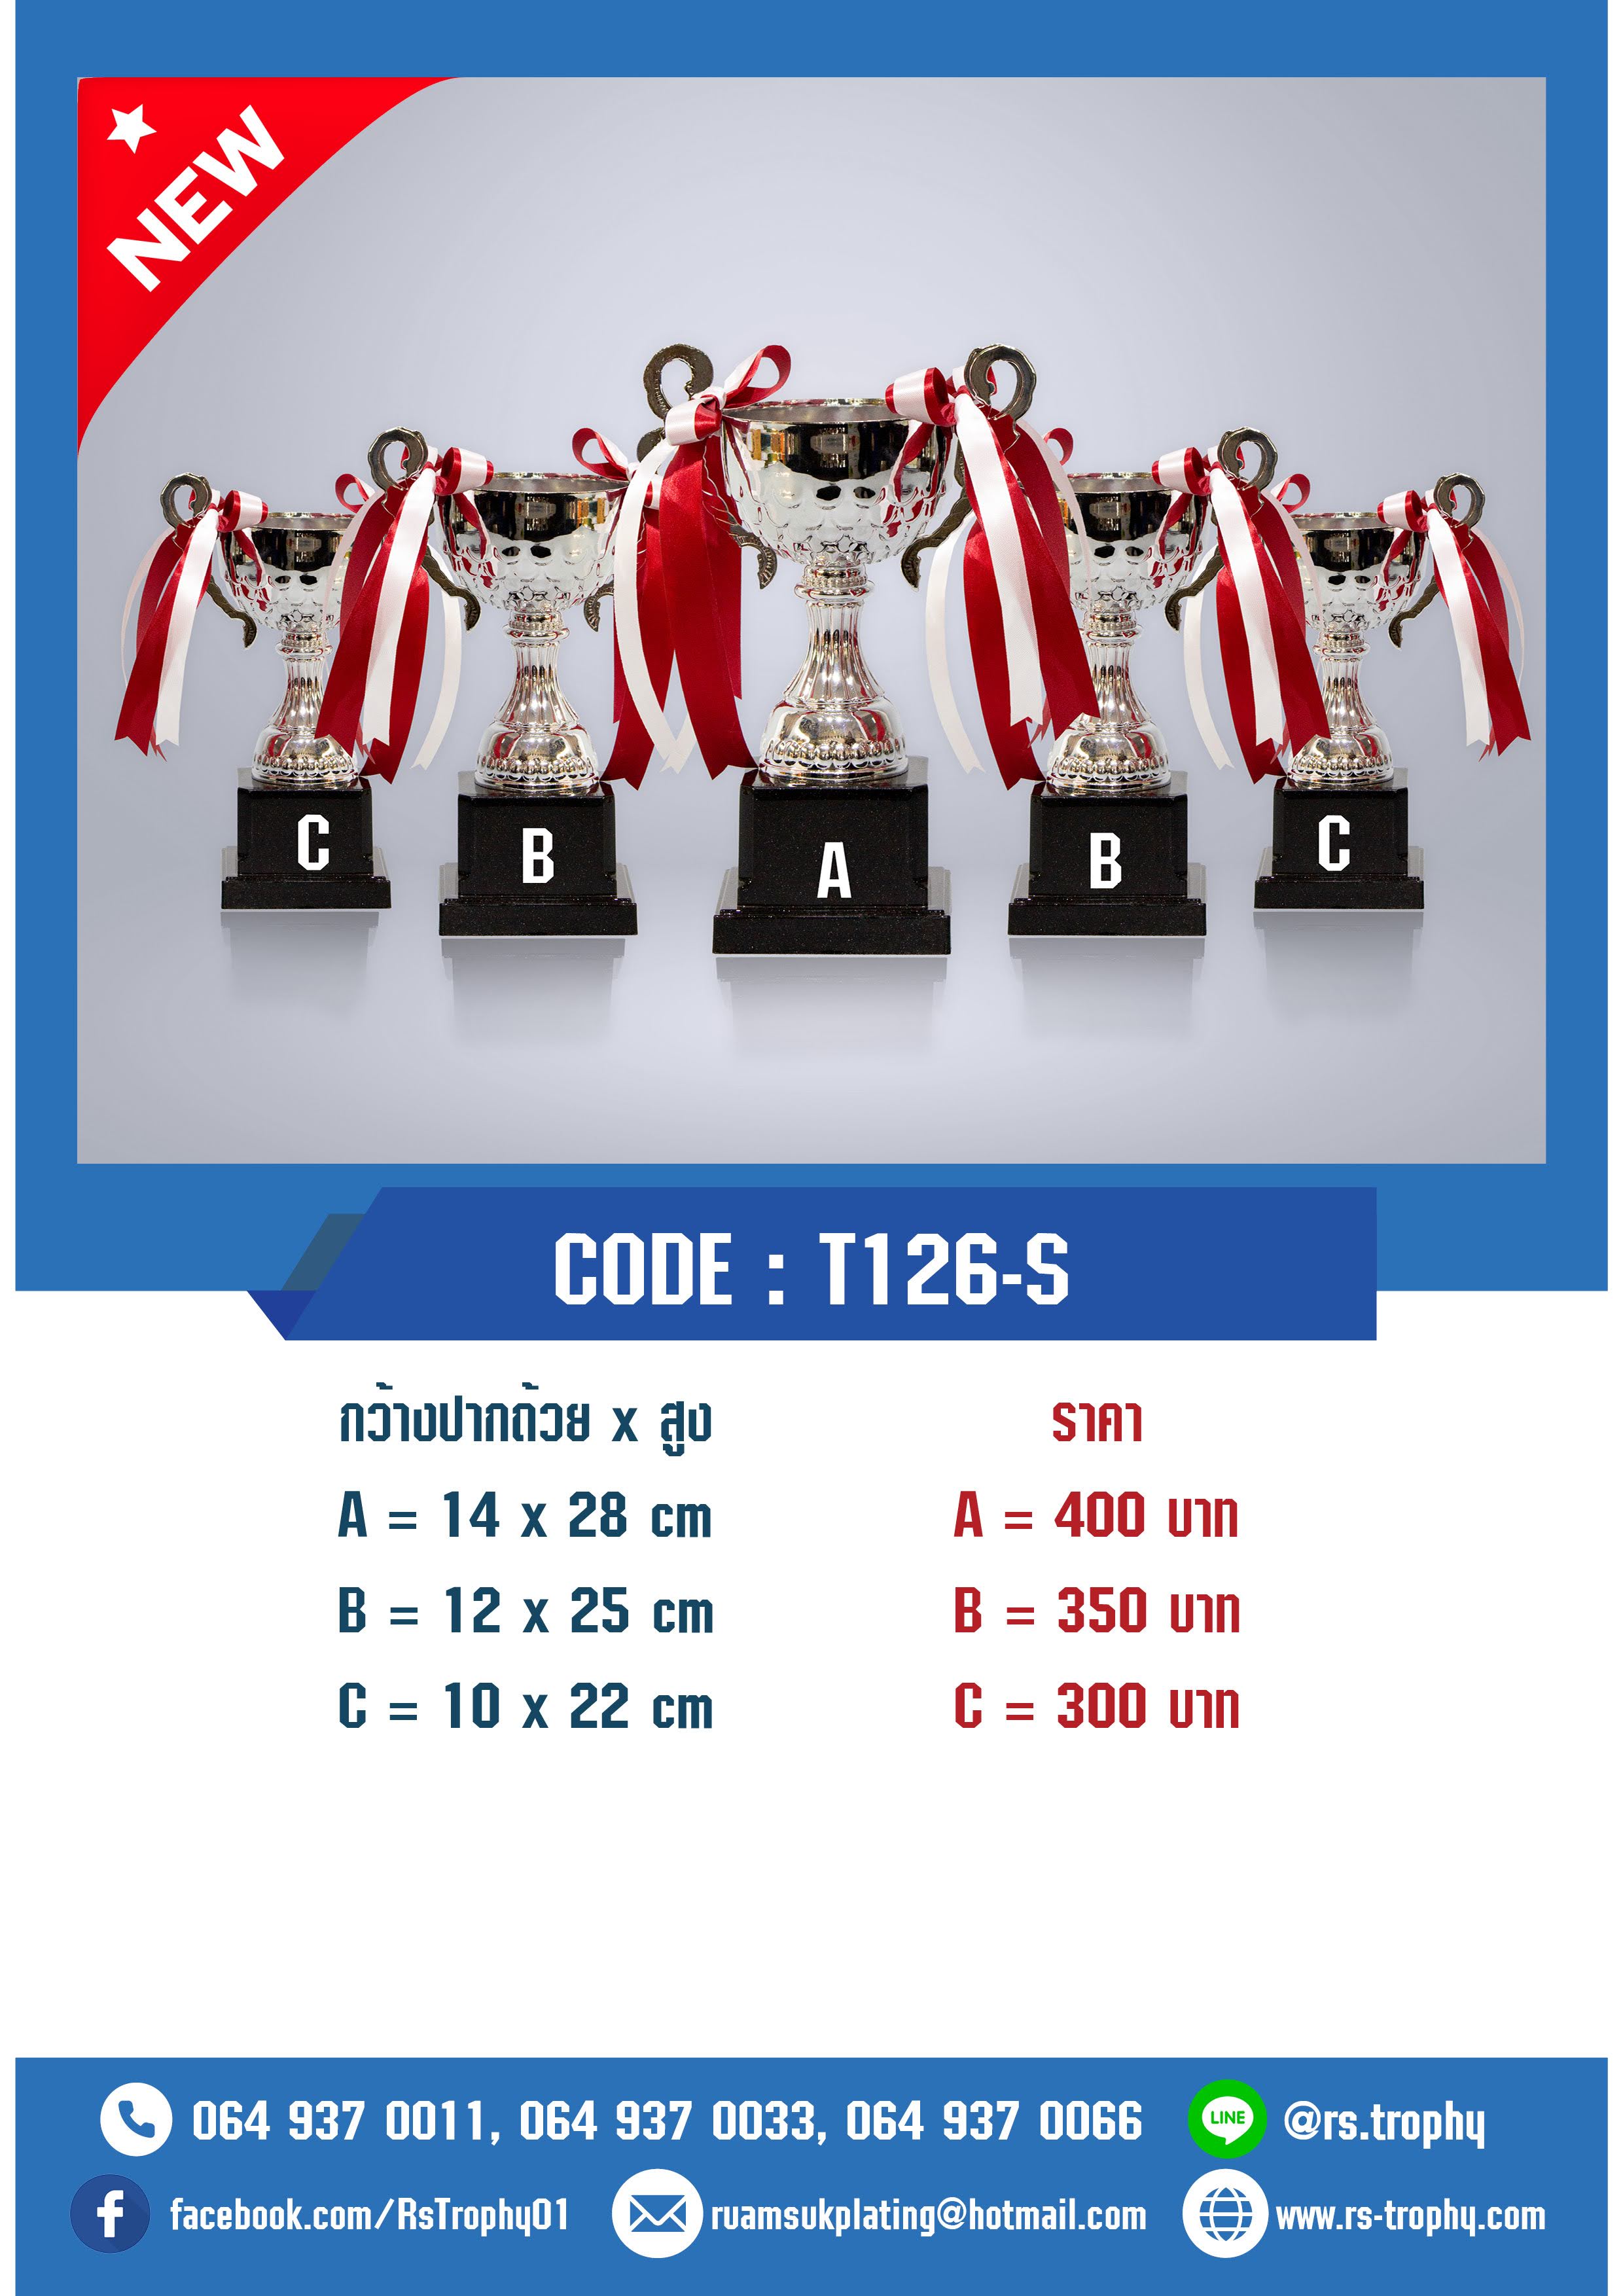 NEW
C
B
A
B
C
CODE : T126-S
กว้างปากถ้วย x สูง
ราคา
A = 14 x 28 cm
A = 400 บาท
B = 12 x 25 cm
B = 350 บาท
C = 10 x 22 cm
C = 300 บาท
064 937 0011, 064 937 0033, 064 937 0066
LINE
@rs.trophy
f
facebook.com/RsTrophy01
ruamsukplating@hotmail.com
www.rs-trophy.com